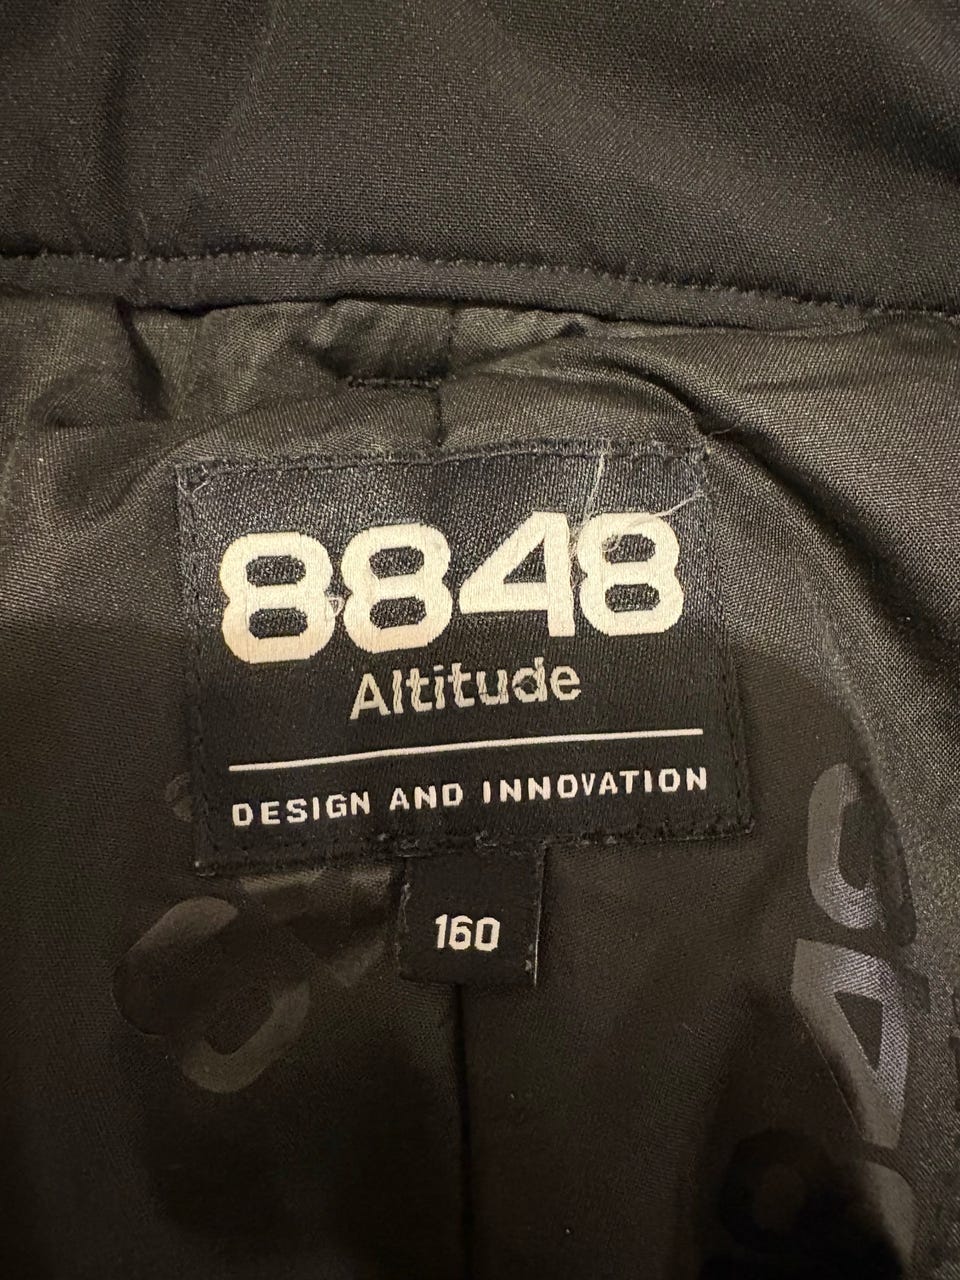 8848
Altitude
DESIGN AND INNOVATION
160